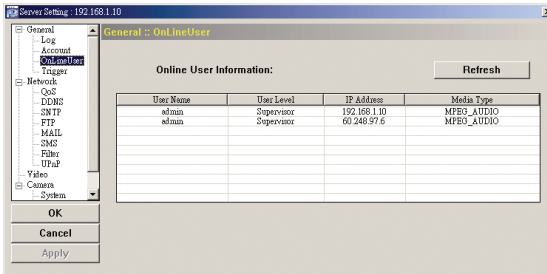 Server Setting : 192.168.1.10
General
Log
Account
OnLineUser
Trigger
Network
QoS
DDNS
SNTP
FTP
MAIL
SMS
Filter
UPnP
Video
Camera
System
OK
Cancel
Apply
General :: OnLineUser
Online User Information:
Refresh
User Name User Level IP Address Media Type
admin Supervisor 192.168.1.10 MPEG_AUDIO
admin Supervisor 60.248.97.6 MPEG_AUDIO